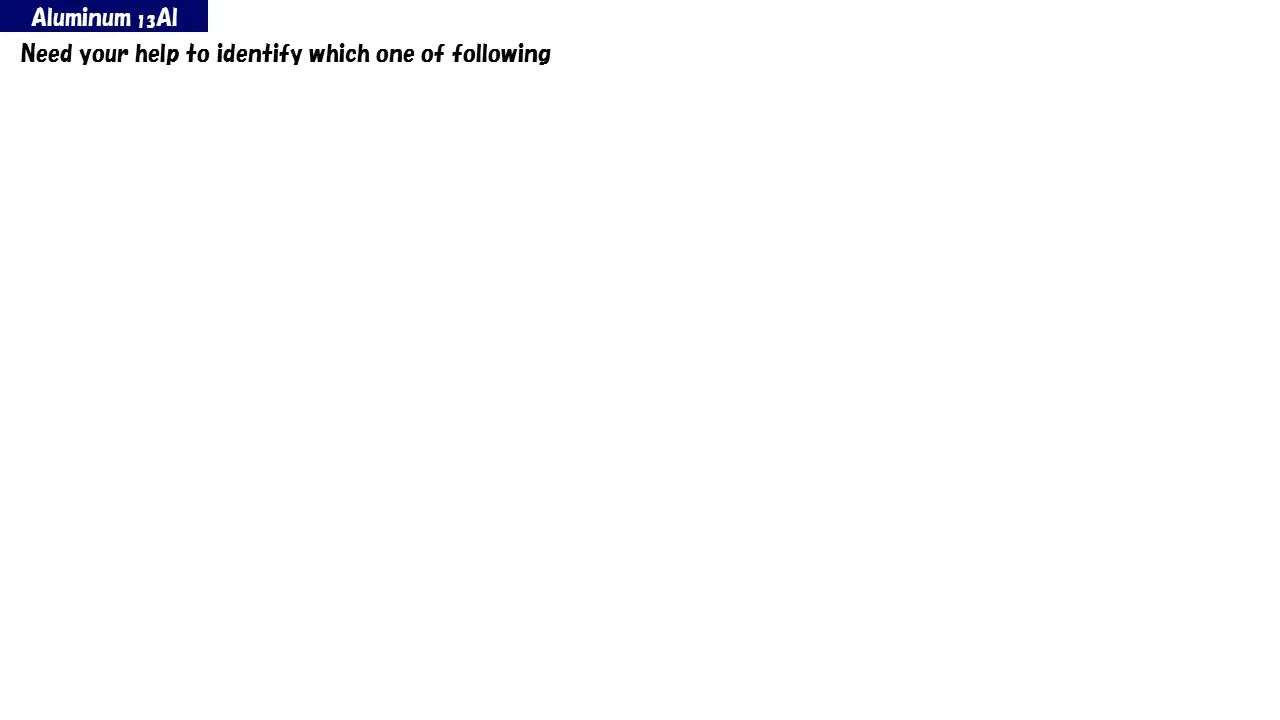 Aluminum ₁₃Al
Need your help to identify which one of following